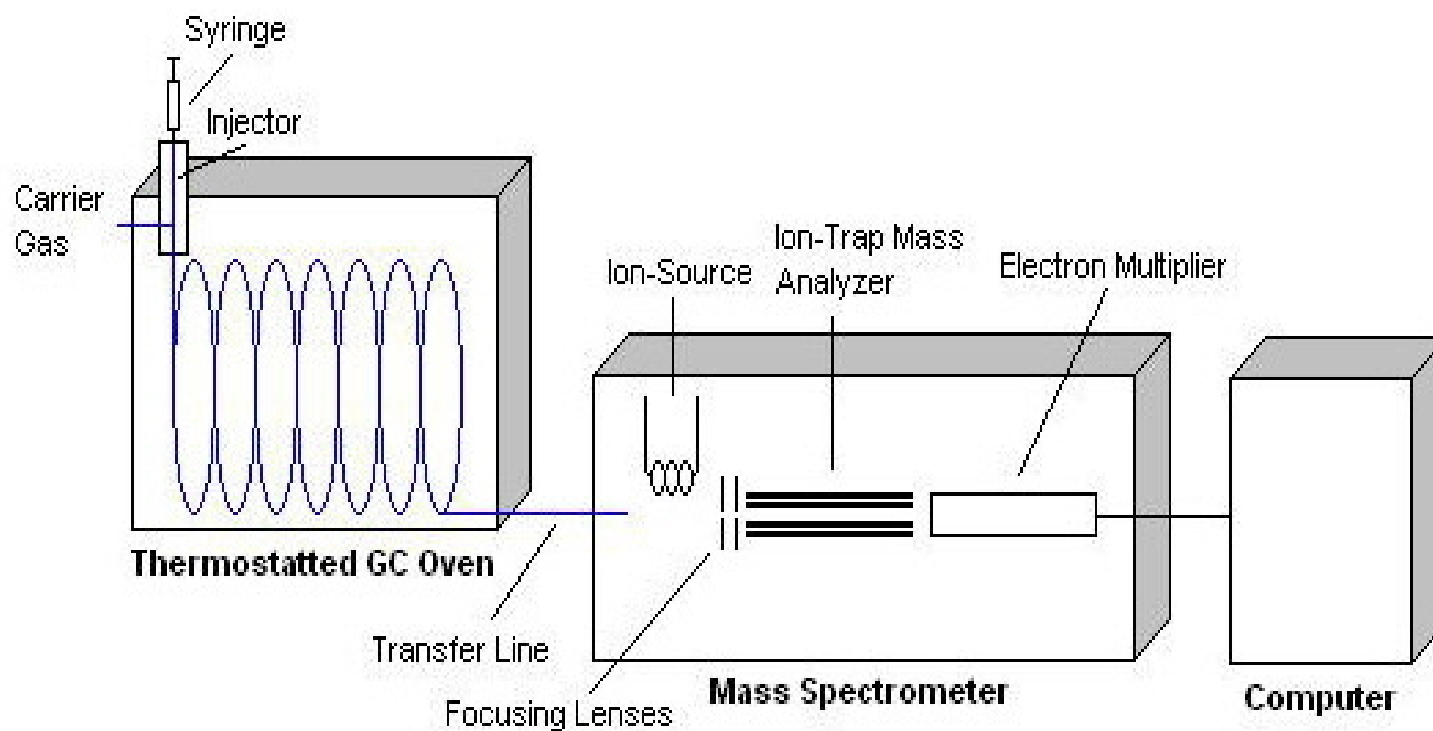 Syringe
Injector
Carrier
Gas
Ion-Source
Ion-Trap Mass
Analyzer
Electron Multiplier
Thermostatted GC Oven
Transfer Line
Focusing Lenses
Mass Spectrometer
Computer